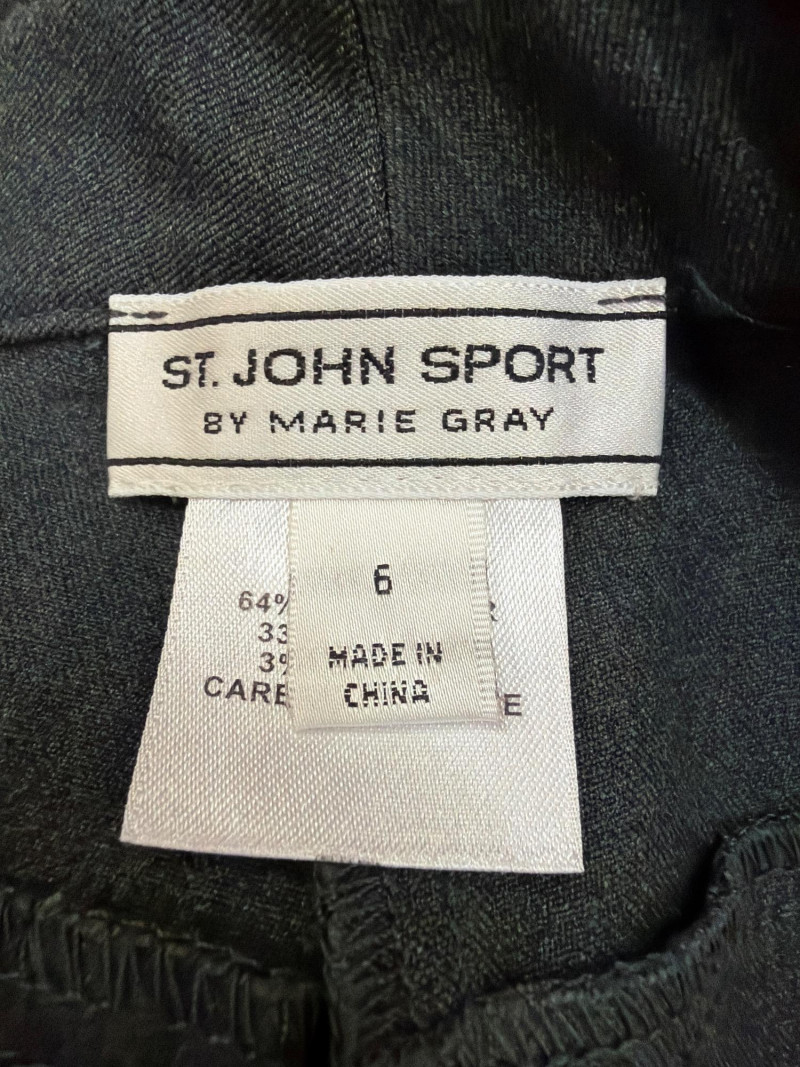 ST. JOHN SPORT
BY MARIE GRAY
6
MADE IN
CHINA
64%
33
3%
CARE